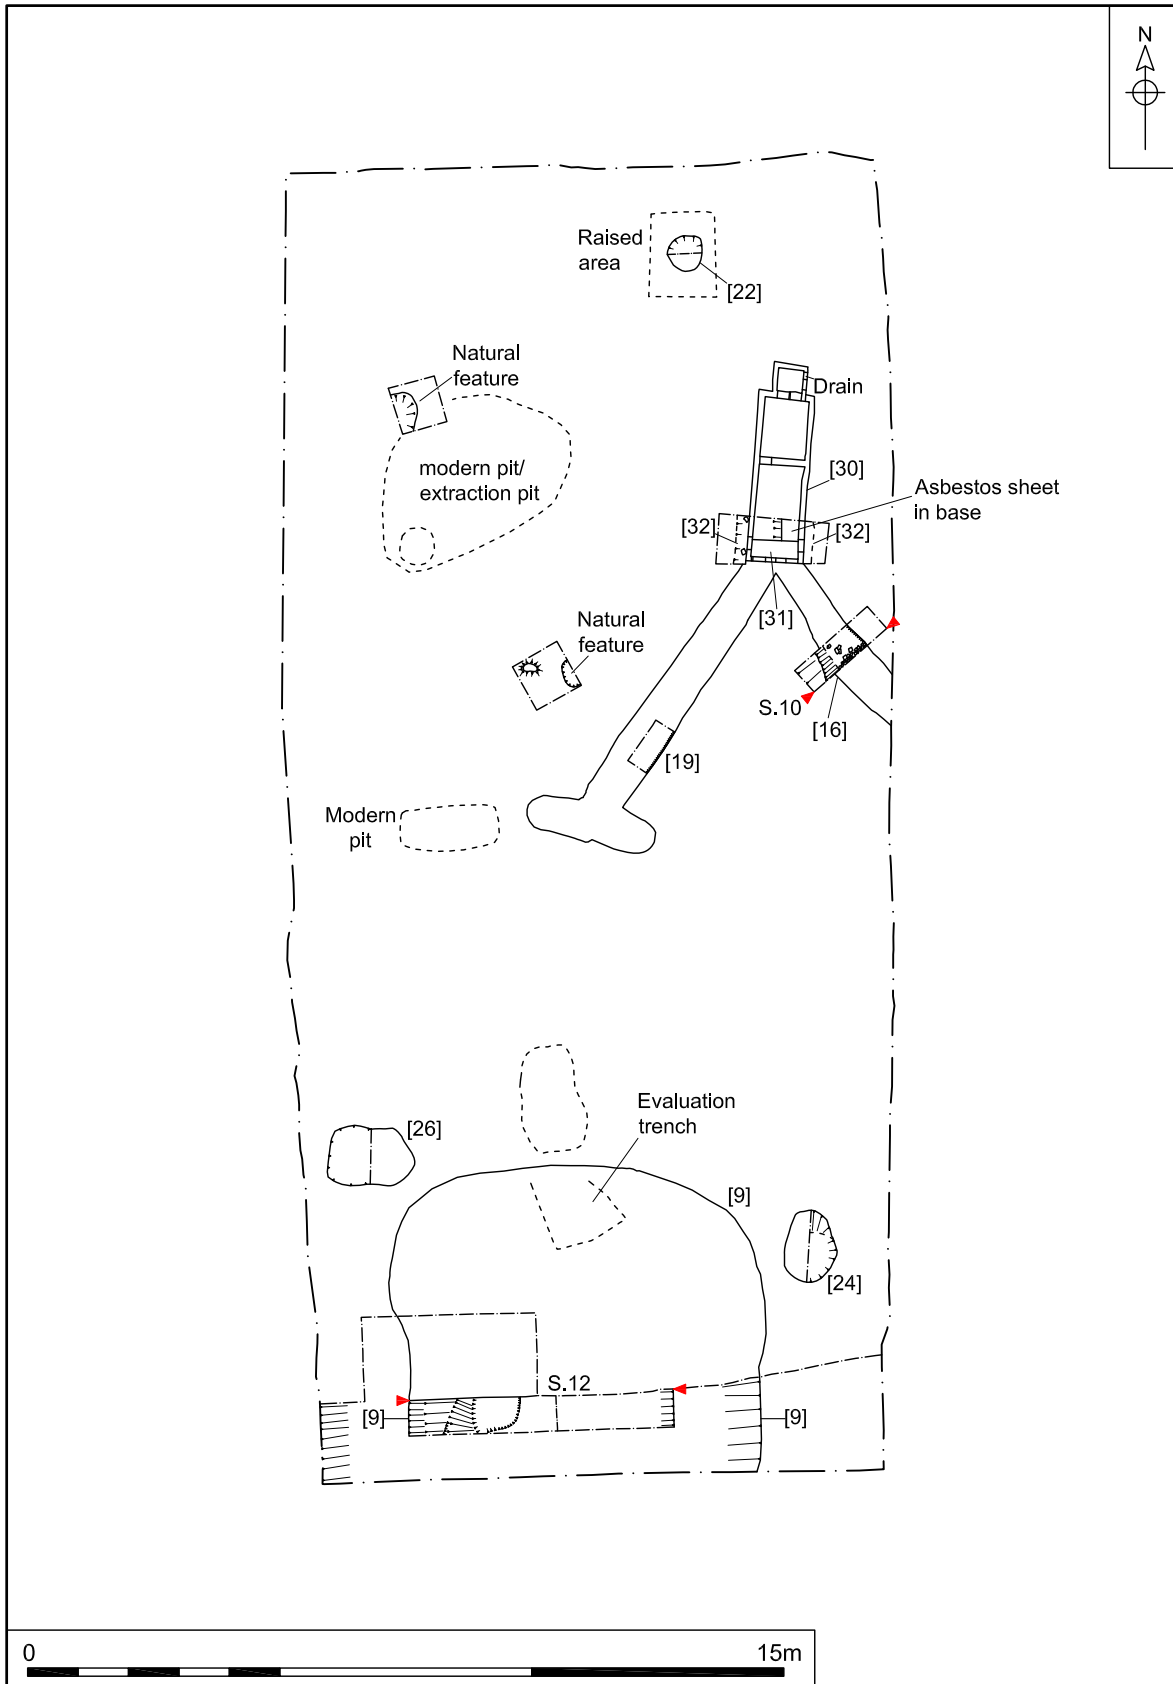 N
Raised
area
[22]
Natural
feature
Drain
modern pit/
extraction pit
[30]
Asbestos sheet
in base
[32]
[32]
[31]
Natural
feature
S.10
[16]
[19]
Modern
pit
Evaluation
trench
[26]
[9]
[24]
S.12
[9]
[9]
0
15m